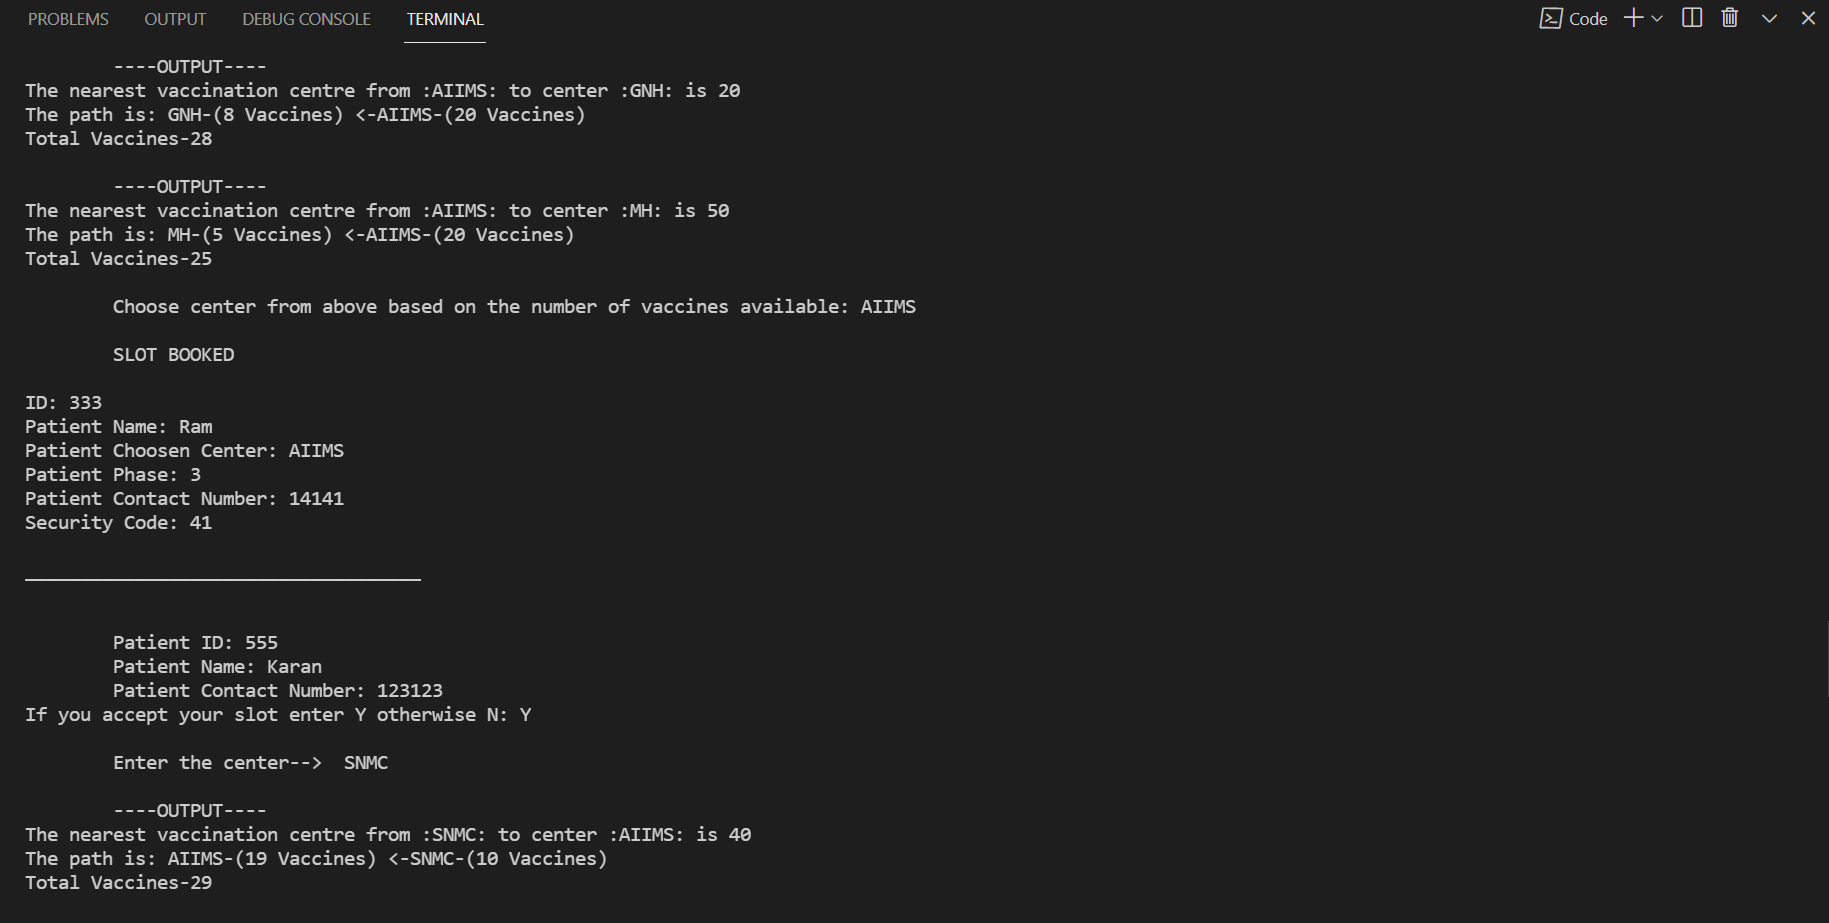 PROBLEMS OUTPUT DEBUG CONSOLE TERMINAL Code
----OUTPUT----
The nearest vaccination centre from :AIIMS: to center :GNH: is 20
The path is: GNH-(8 Vaccines) <-AIIMS-(20 Vaccines)
Total Vaccines-28
----OUTPUT----
The nearest vaccination centre from :AIIMS: to center :MH: is 50
The path is: MH-(5 Vaccines) <-AIIMS-(20 Vaccines)
Total Vaccines-25
Choose center from above based on the number of vaccines available: AIIMS
SLOT BOOKED
ID: 333
Patient Name: Ram
Patient Choosen Center: AIIMS
Patient Phase: 3
Patient Contact Number: 14141
Security Code: 41
____________________________________
Patient ID: 555
Patient Name: Karan
Patient Contact Number: 123123
If you accept your slot enter Y otherwise N: Y
Enter the center-->  SNMC
----OUTPUT----
The nearest vaccination centre from :SNMC: to center :AIIMS: is 40
The path is: AIIMS-(19 Vaccines) <-SNMC-(10 Vaccines)
Total Vaccines-29